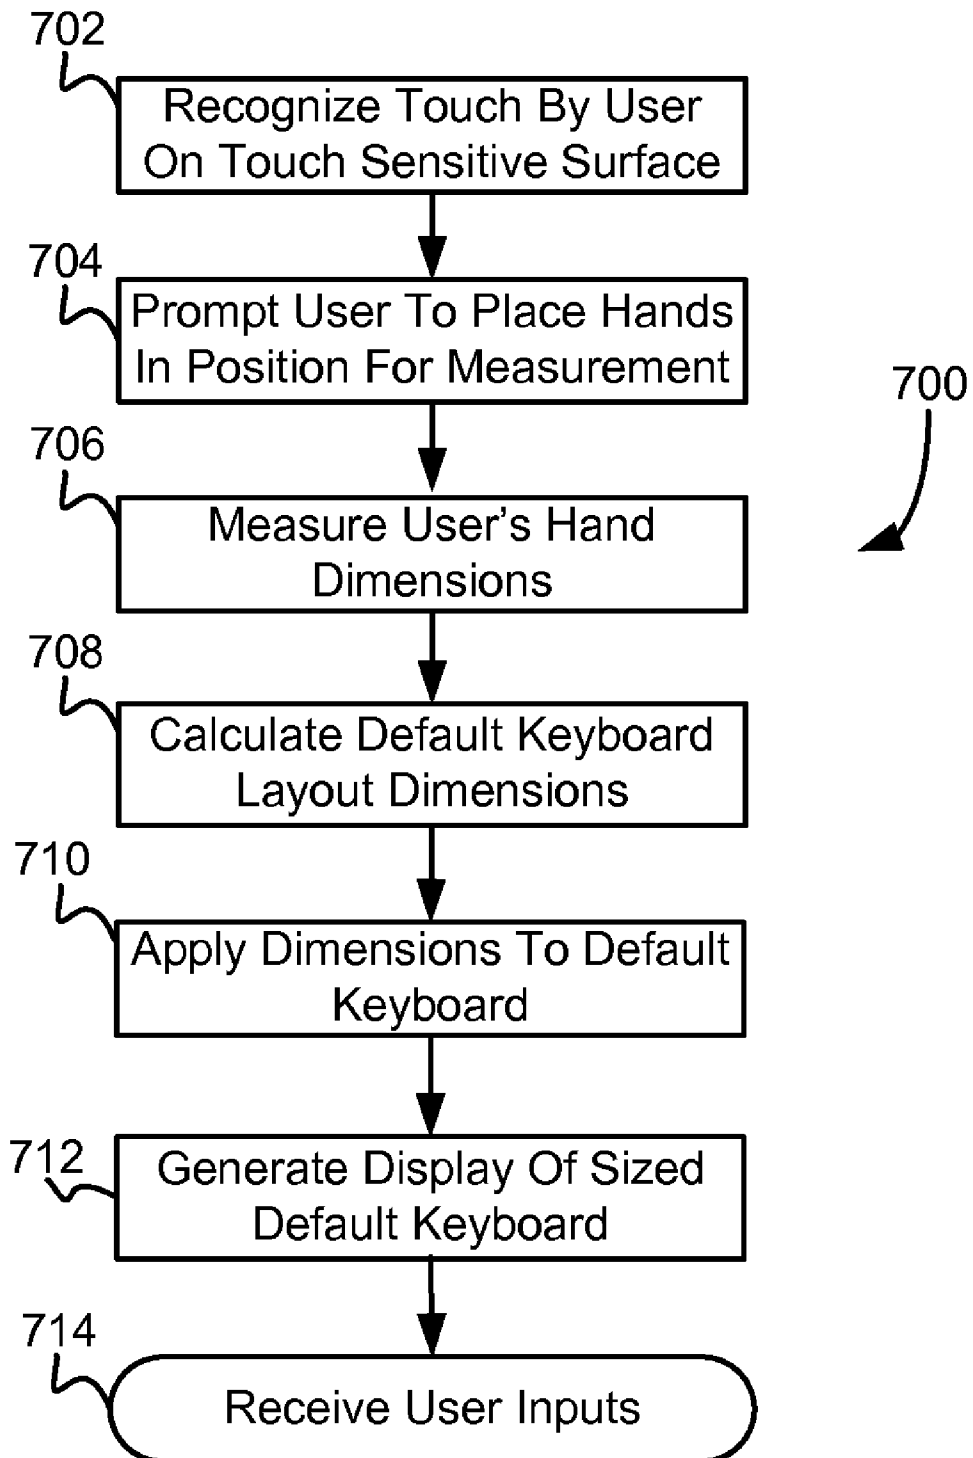 702
Recognize Touch By User
On Touch Sensitive Surface
704
Prompt User To Place Hands
In Position For Measurement
700
706
Measure User's Hand
Dimensions
708
Calculate Default Keyboard
Layout Dimensions
710
Apply Dimensions To Default
Keyboard
712
Generate Display Of Sized
Default Keyboard
714
Receive User Inputs